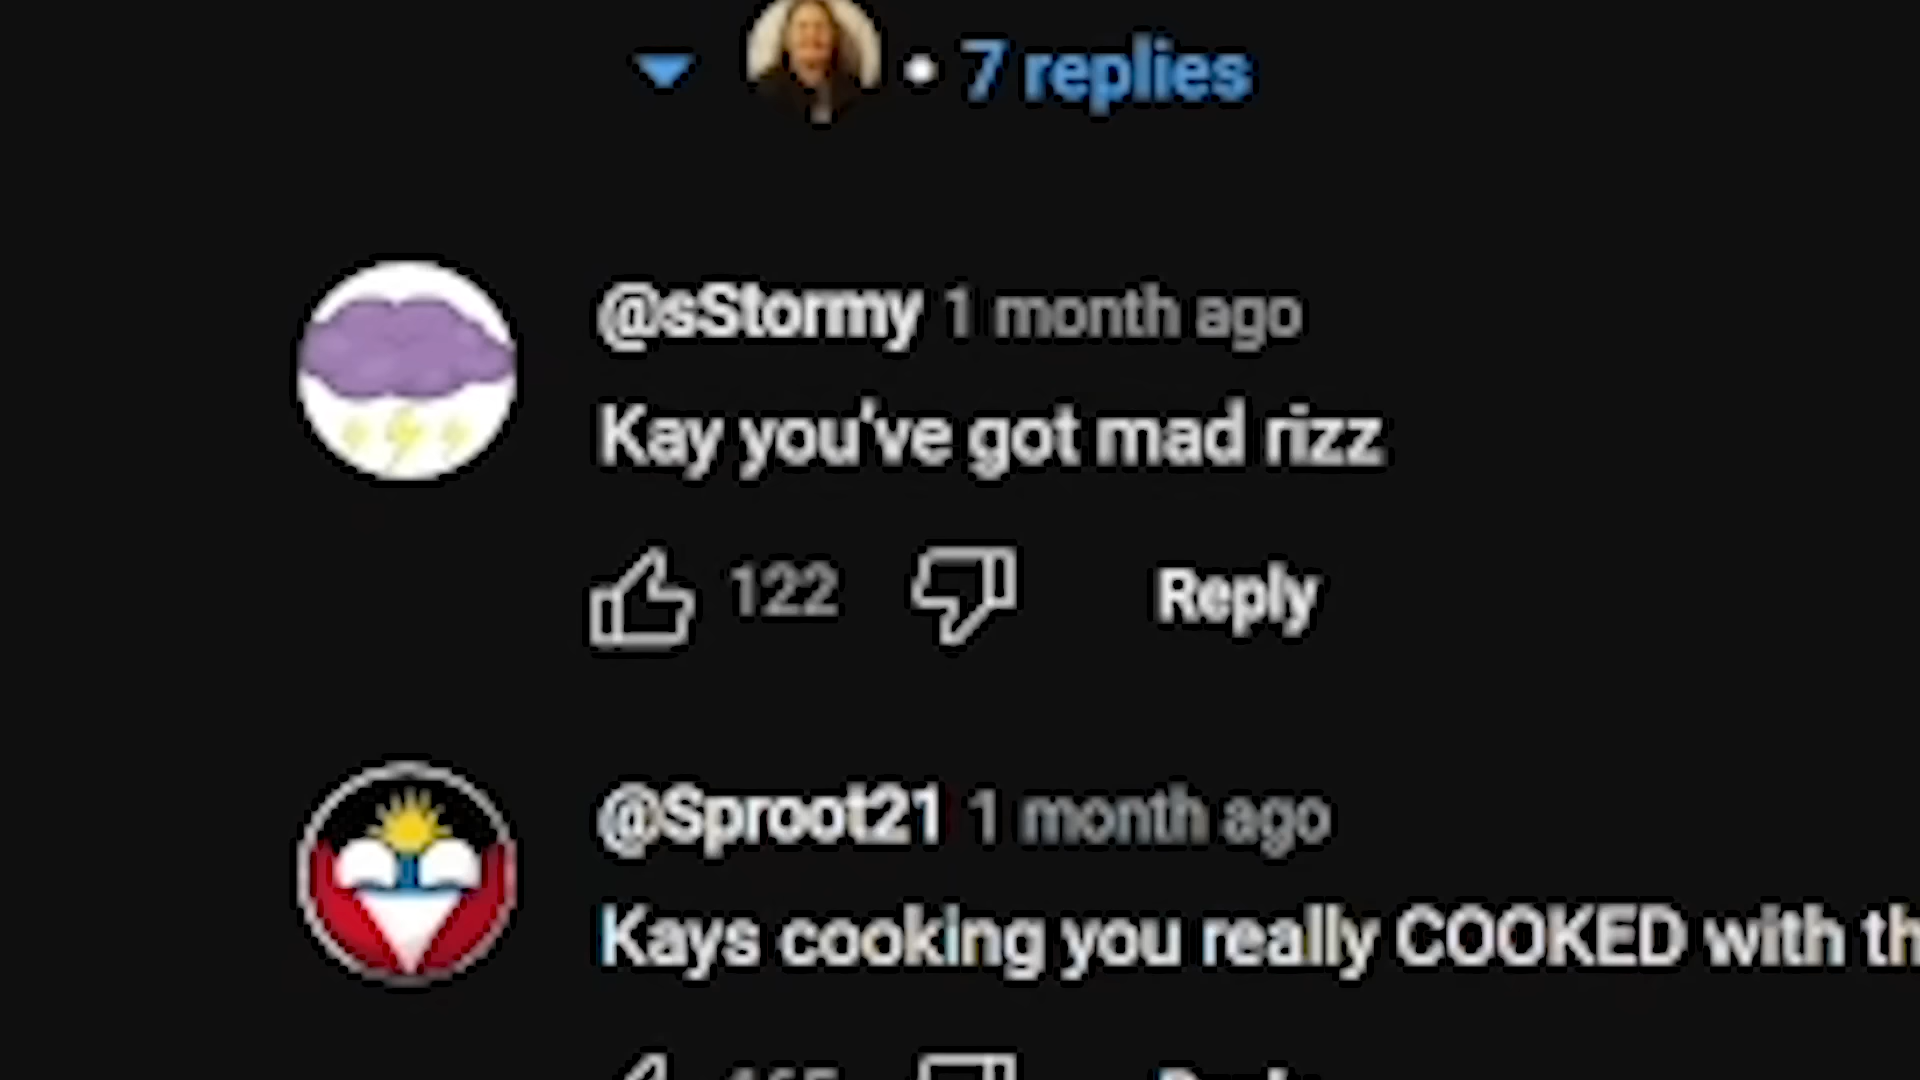 • 7 replies
@sStormy 1 month ago
Kay you've got mad rizz
122 Reply
@Sproot21 1 month ago
Kays cooking you really COOKED with th